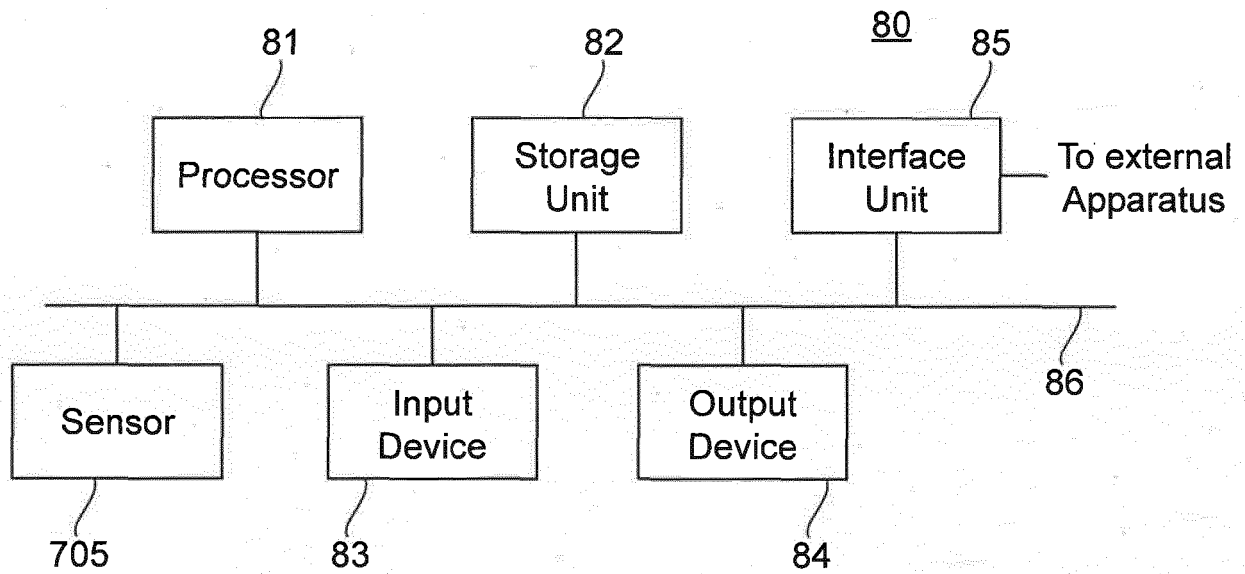 80
81
82
85
Processor
Storage
Unit
Interface
Unit
To external
Apparatus
86
Sensor
Input
Device
Output
Device
705
83
84